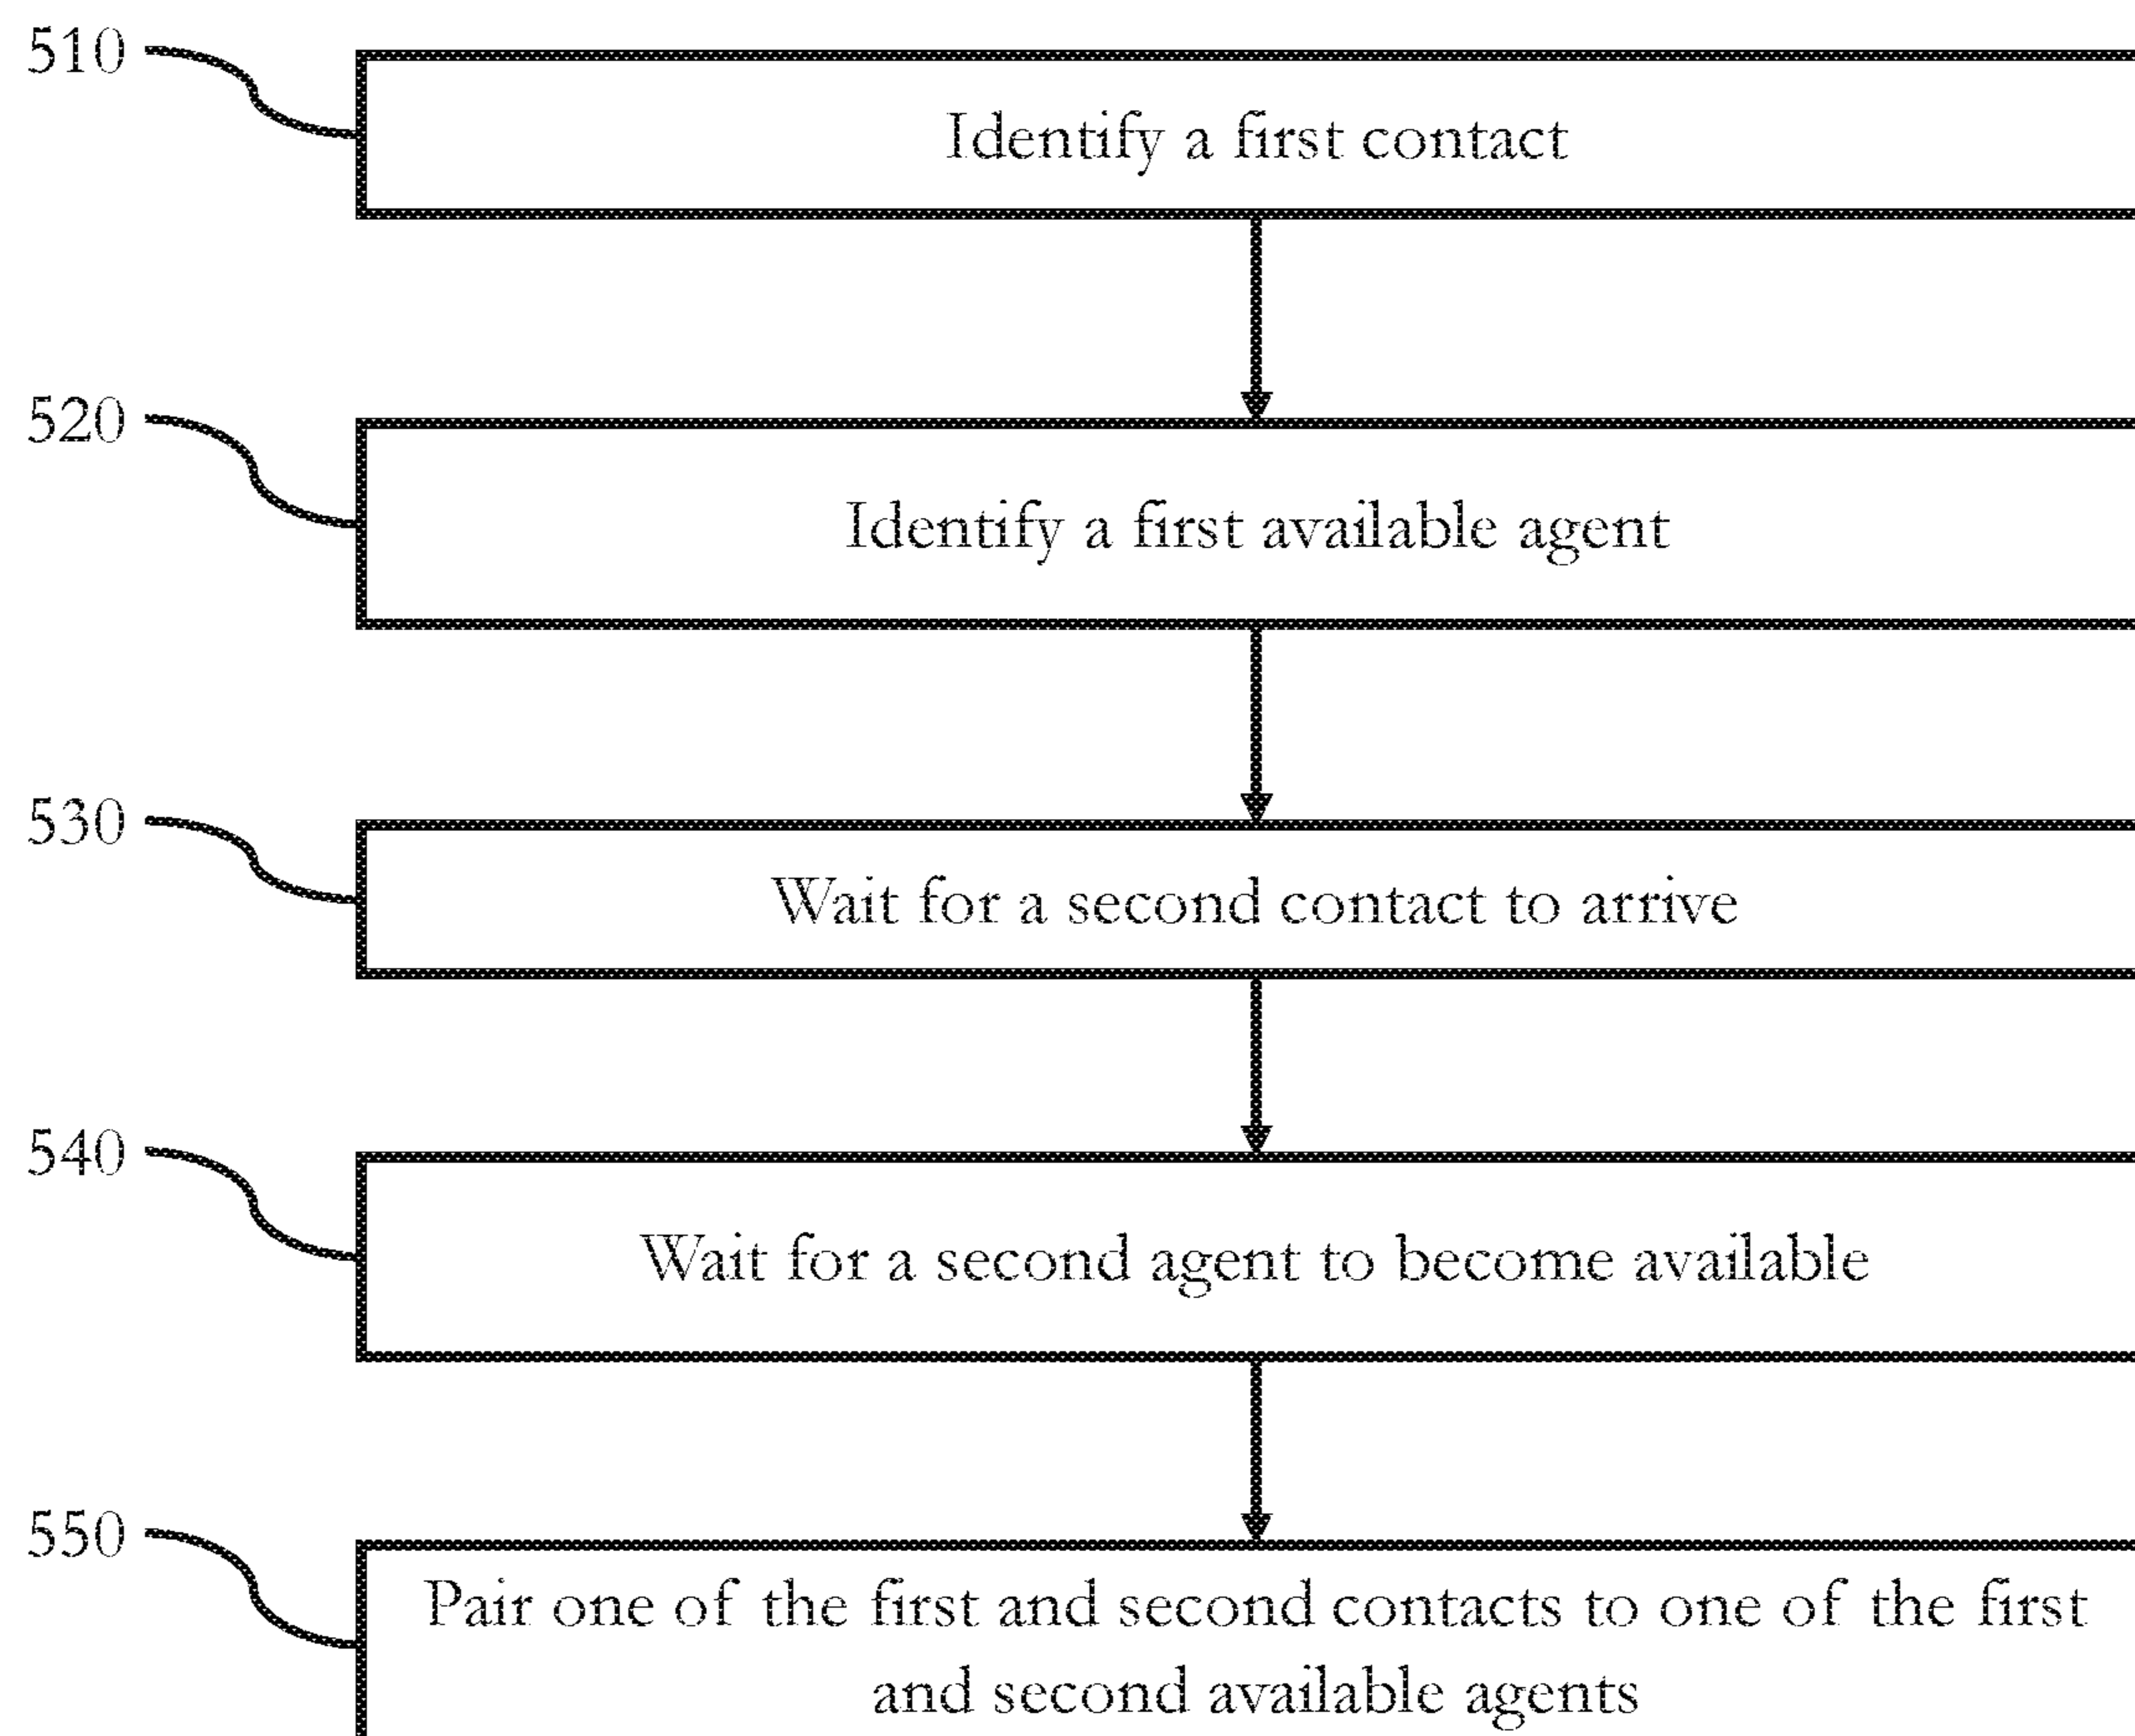 510
Identify a first contact
520
Identify a first available agent
530
Wait for a second contact to arrive
540
Wait for a second agent to become available
550
Pair one of the first and second contacts to one of the first
and second available agents